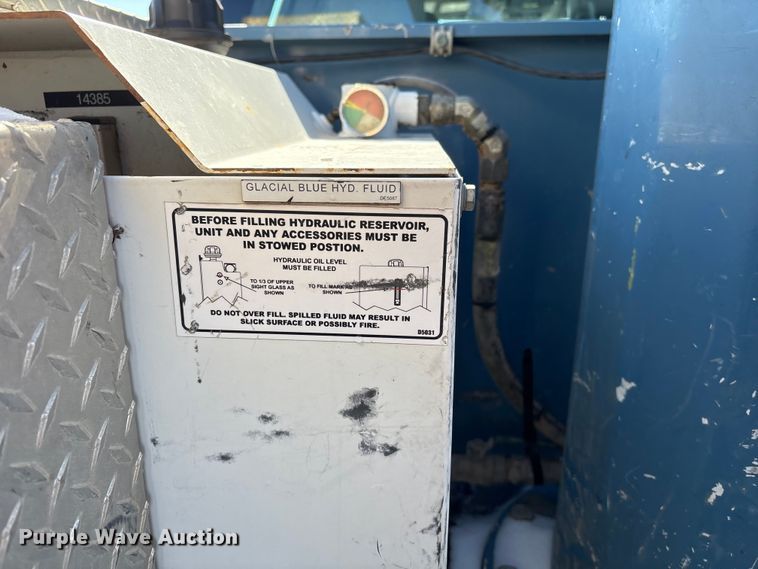 14385
GLACIAL BLUE HYD. FLUID
DE5087
BEFORE FILLING HYDRAULIC RESERVOIR,
UNIT AND ANY ACCESSORIES MUST BE
IN STOWED POSTION.
HYDRAULIC OIL LEVEL
MUST BE FILLED
TO 1/3 OF UPPER
SIGHT GLASS AS
SHOWN
TO FILL MARK AS
SHOWN
DO NOT OVER FILL. SPILLED FLUID MAY RESULT IN
SLICK SURFACE OR POSSIBLY FIRE.
D5031
Purple Wave Auction